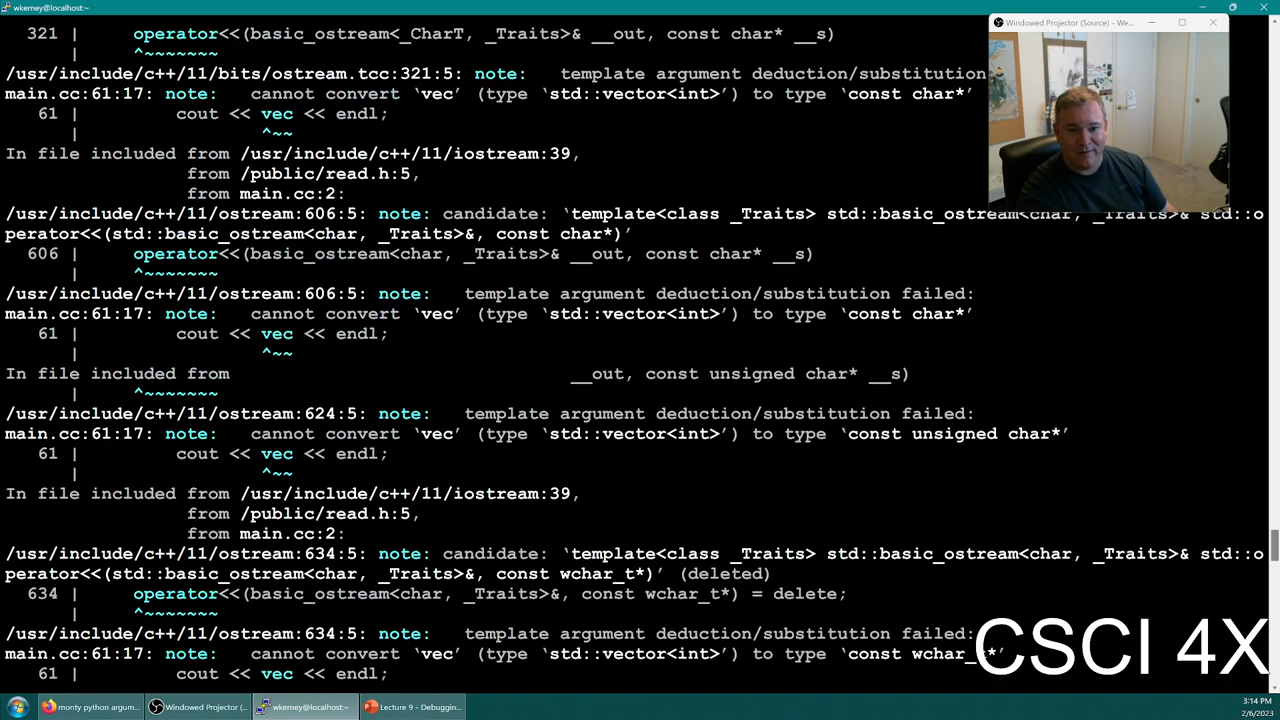 wkerney@localhost:~
321 |       operator<<(basic_ostream<_CharT, _Traits>& __out, const char* __s)
|       ^~~~~~~~
/usr/include/c++/11/bits/ostream.tcc:321:5: note:   template argument deduction/substitution
main.cc:61:17: note:   cannot convert ‘vec’ (type ‘std::vector<int>’) to type ‘const char*’
61 |         cout << vec << endl;
|                 ^~~
In file included from /usr/include/c++/11/iostream:39,
from /public/read.h:5,
from main.cc:2:
/usr/include/c++/11/ostream:606:5: note: candidate: ‘template<class _Traits> std::basic_ostream<char, _Traits>& std::o
perator<<(std::basic_ostream<char, _Traits>&, const char*)’
606 |     operator<<(basic_ostream<char, _Traits>& __out, const char* __s)
|     ^~~~~~~~
/usr/include/c++/11/ostream:606:5: note:   template argument deduction/substitution failed:
main.cc:61:17: note:   cannot convert ‘vec’ (type ‘std::vector<int>’) to type ‘const char*’
61 |         cout << vec << endl;
|                 ^~~
In file included from                                __out, const unsigned char* __s)
|     ^~~~~~~~
/usr/include/c++/11/ostream:624:5: note:   template argument deduction/substitution failed:
main.cc:61:17: note:   cannot convert ‘vec’ (type ‘std::vector<int>’) to type ‘const unsigned char*’
61 |         cout << vec << endl;
|                 ^~~
In file included from /usr/include/c++/11/iostream:39,
from /public/read.h:5,
from main.cc:2:
/usr/include/c++/11/ostream:634:5: note: candidate: ‘template<class _Traits> std::basic_ostream<char, _Traits>& std::o
perator<<(std::basic_ostream<char, _Traits>&, const wchar_t*)’ (deleted)
634 |     operator<<(basic_ostream<char, _Traits>&, const wchar_t*) = delete;
|     ^~~~~~~~
/usr/include/c++/11/ostream:634:5: note:   template argument deduction/substitution failed:
main.cc:61:17: note:   cannot convert ‘vec’ (type ‘std::vector<int>’) to type ‘const wchar_t*’
61 |         cout << vec << endl;
Windowed Projector (Source) - We...
CSCI 4X
monty python argum...
Windowed Projector (...
wkerney@localhost:~
Lecture 9 - Debuggin...
3:14 PM
2/6/2023